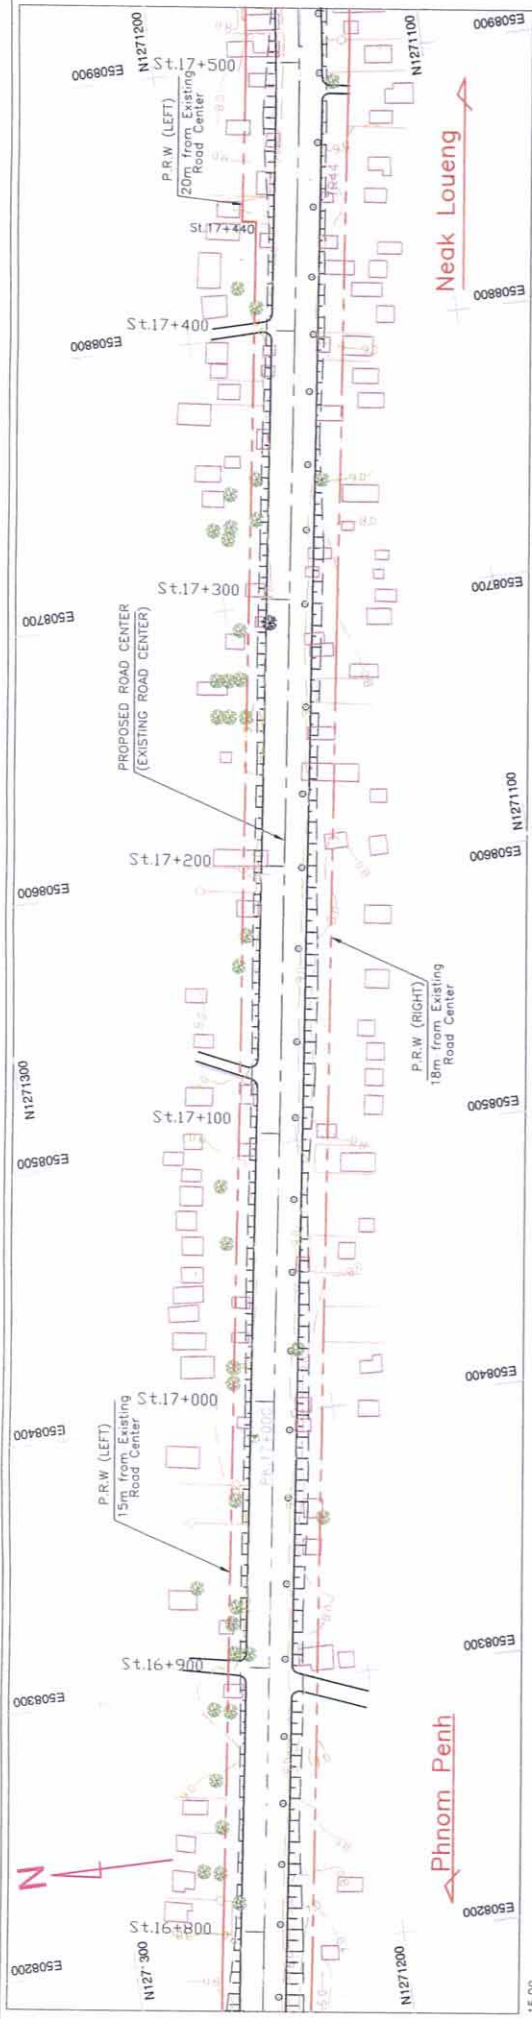 E508200
E508300
E508400
E508500
N1271300
E508600
E508700
E508800
E508900
N1271200
P.R.W (LEFT)
15m from Existing
Road Center
PROPOSED ROAD CENTER
(EXISTING ROAD CENTER)
P.R.W (LEFT)
20m from Existing
Road Center
N
St.16+800
St.16+900
St.17+000
St.17+100
St.17+200
St.17+300
St.17+400
St.17+440
St.17+500
P.R.W (RIGHT)
18m from Existing
Road Center
Phnom Penh
Neak Loueng
N1271200
E508200
E508300
E508400
E508500
E508600
N1271100
E508700
E508800
N1271100
E508900